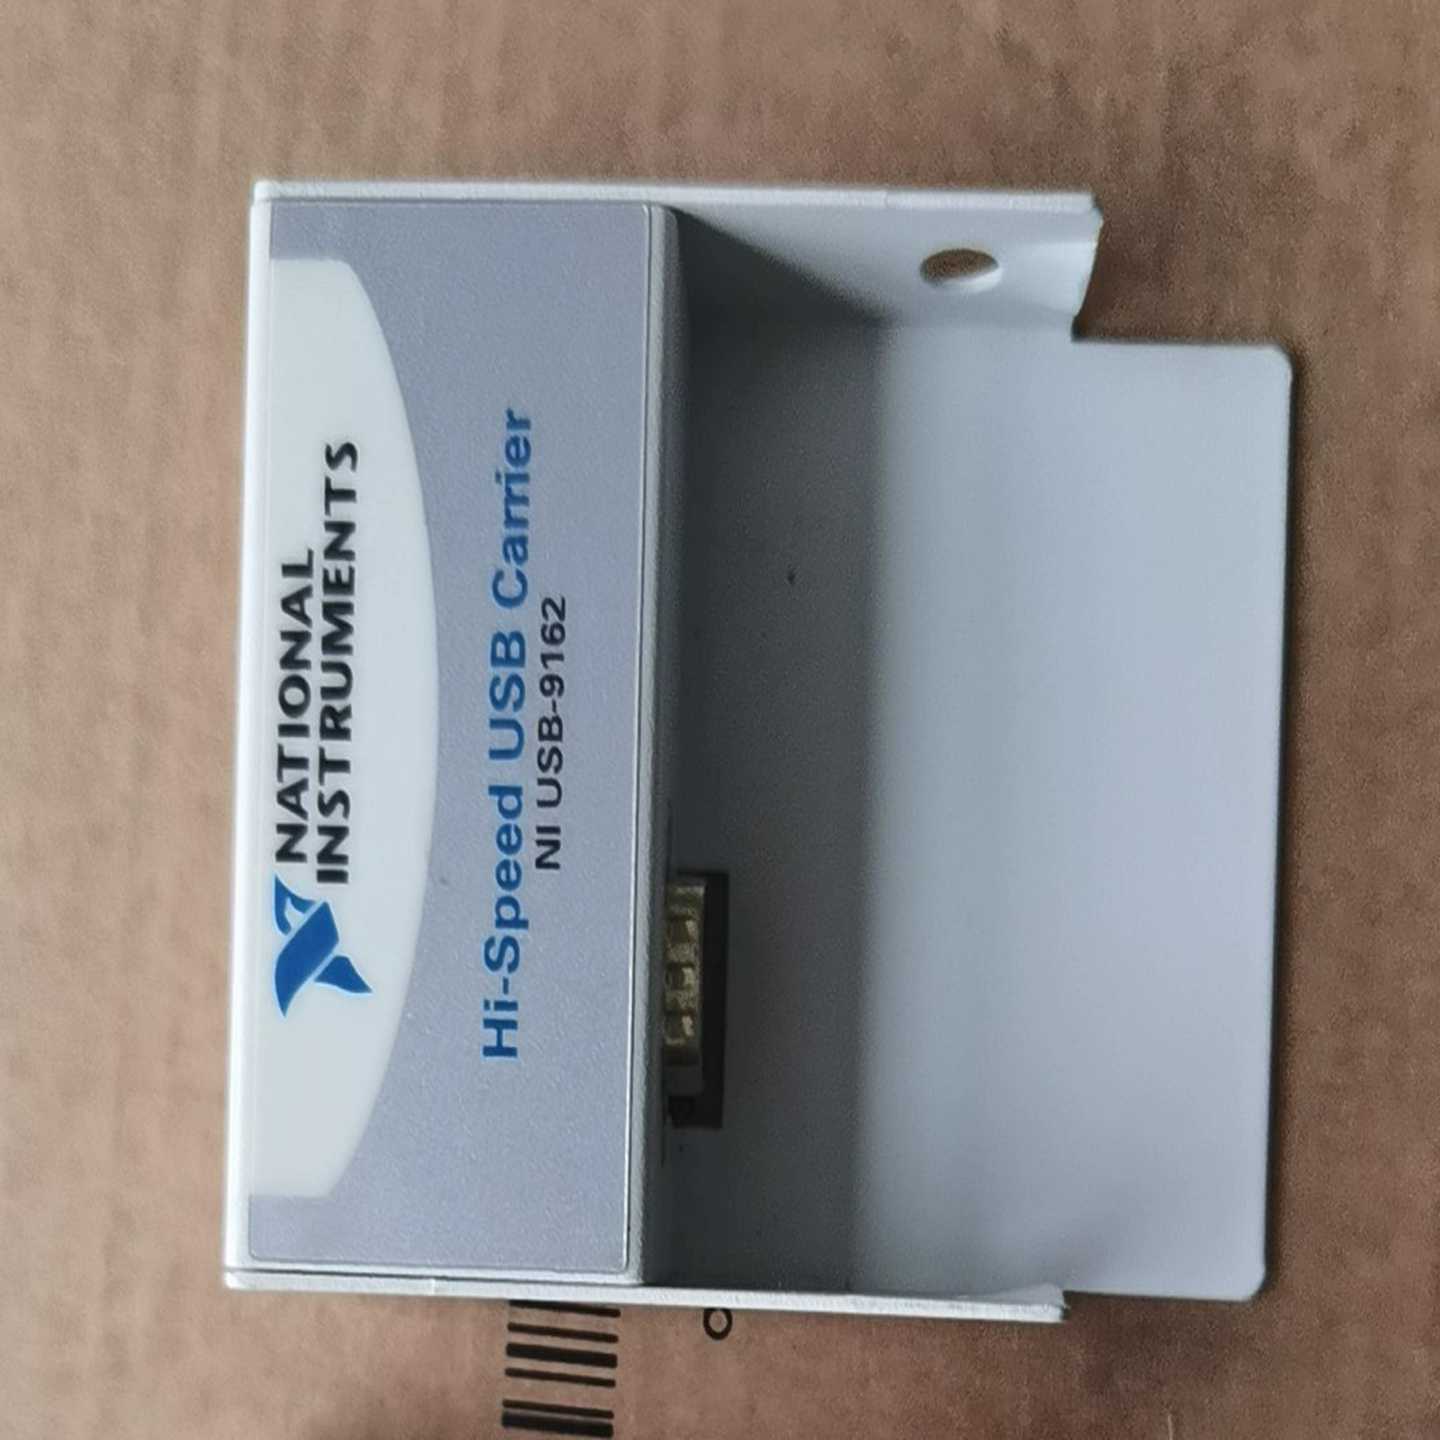 NATIONAL
INSTRUMENTS
Hi-Speed USB Carrier
NI USB-9162